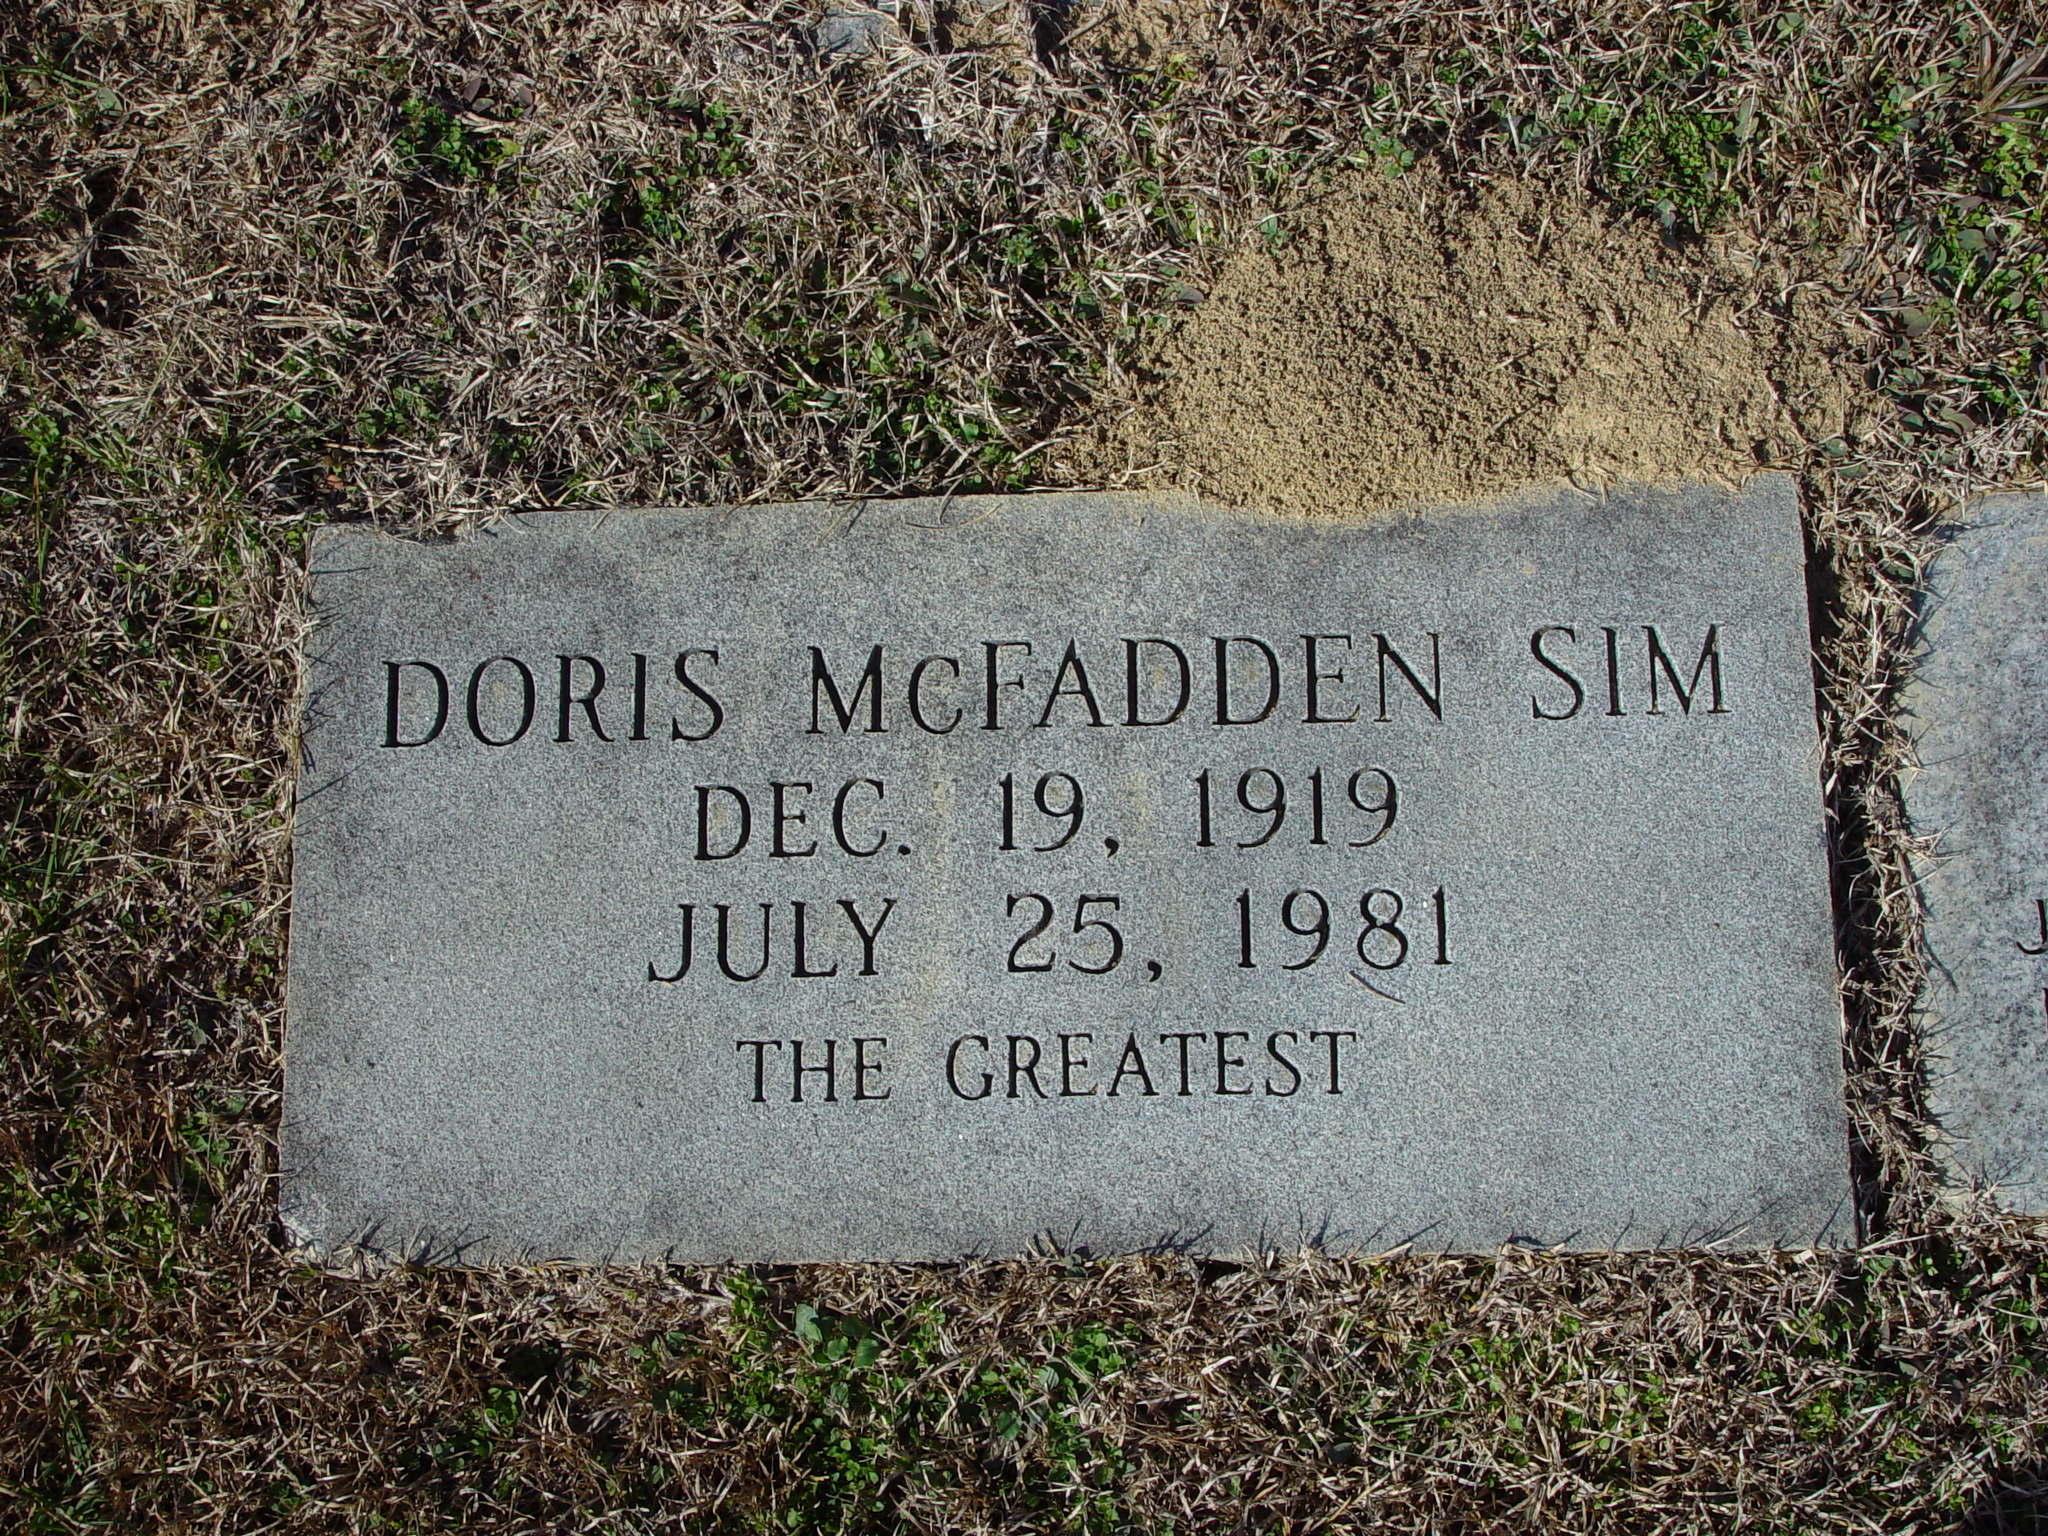 DORIS McFADDEN SIM
DEC. 19, 1919
JULY 25, 1981
THE GREATEST